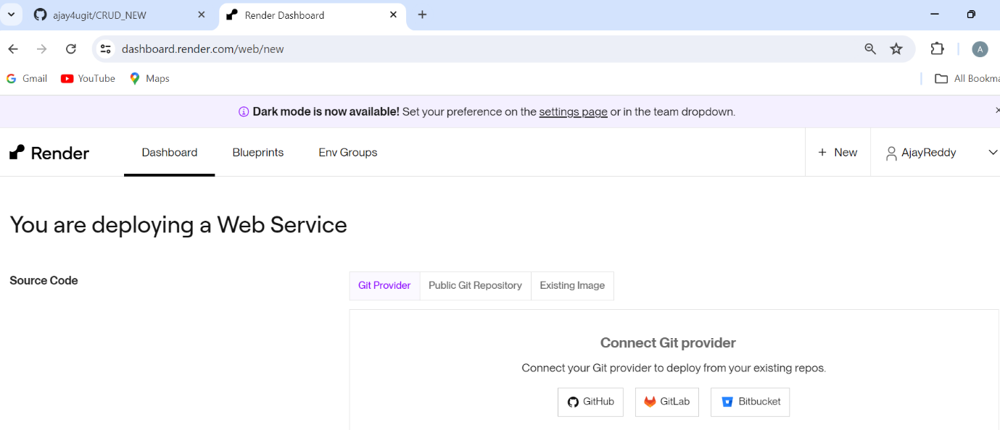 ajay4ugit/CRUD_NEW
Render Dashboard
dashboard.render.com/web/new
A
Gmail
YouTube
Maps
All Bookma
Dark mode is now available! Set your preference on the settings page or in the team dropdown.
Render
Dashboard
Blueprints
Env Groups
+ New
AjayReddy
You are deploying a Web Service
Source Code
Git Provider
Public Git Repository
Existing Image
Connect Git provider
Connect your Git provider to deploy from your existing repos.
GitHub
GitLab
Bitbucket